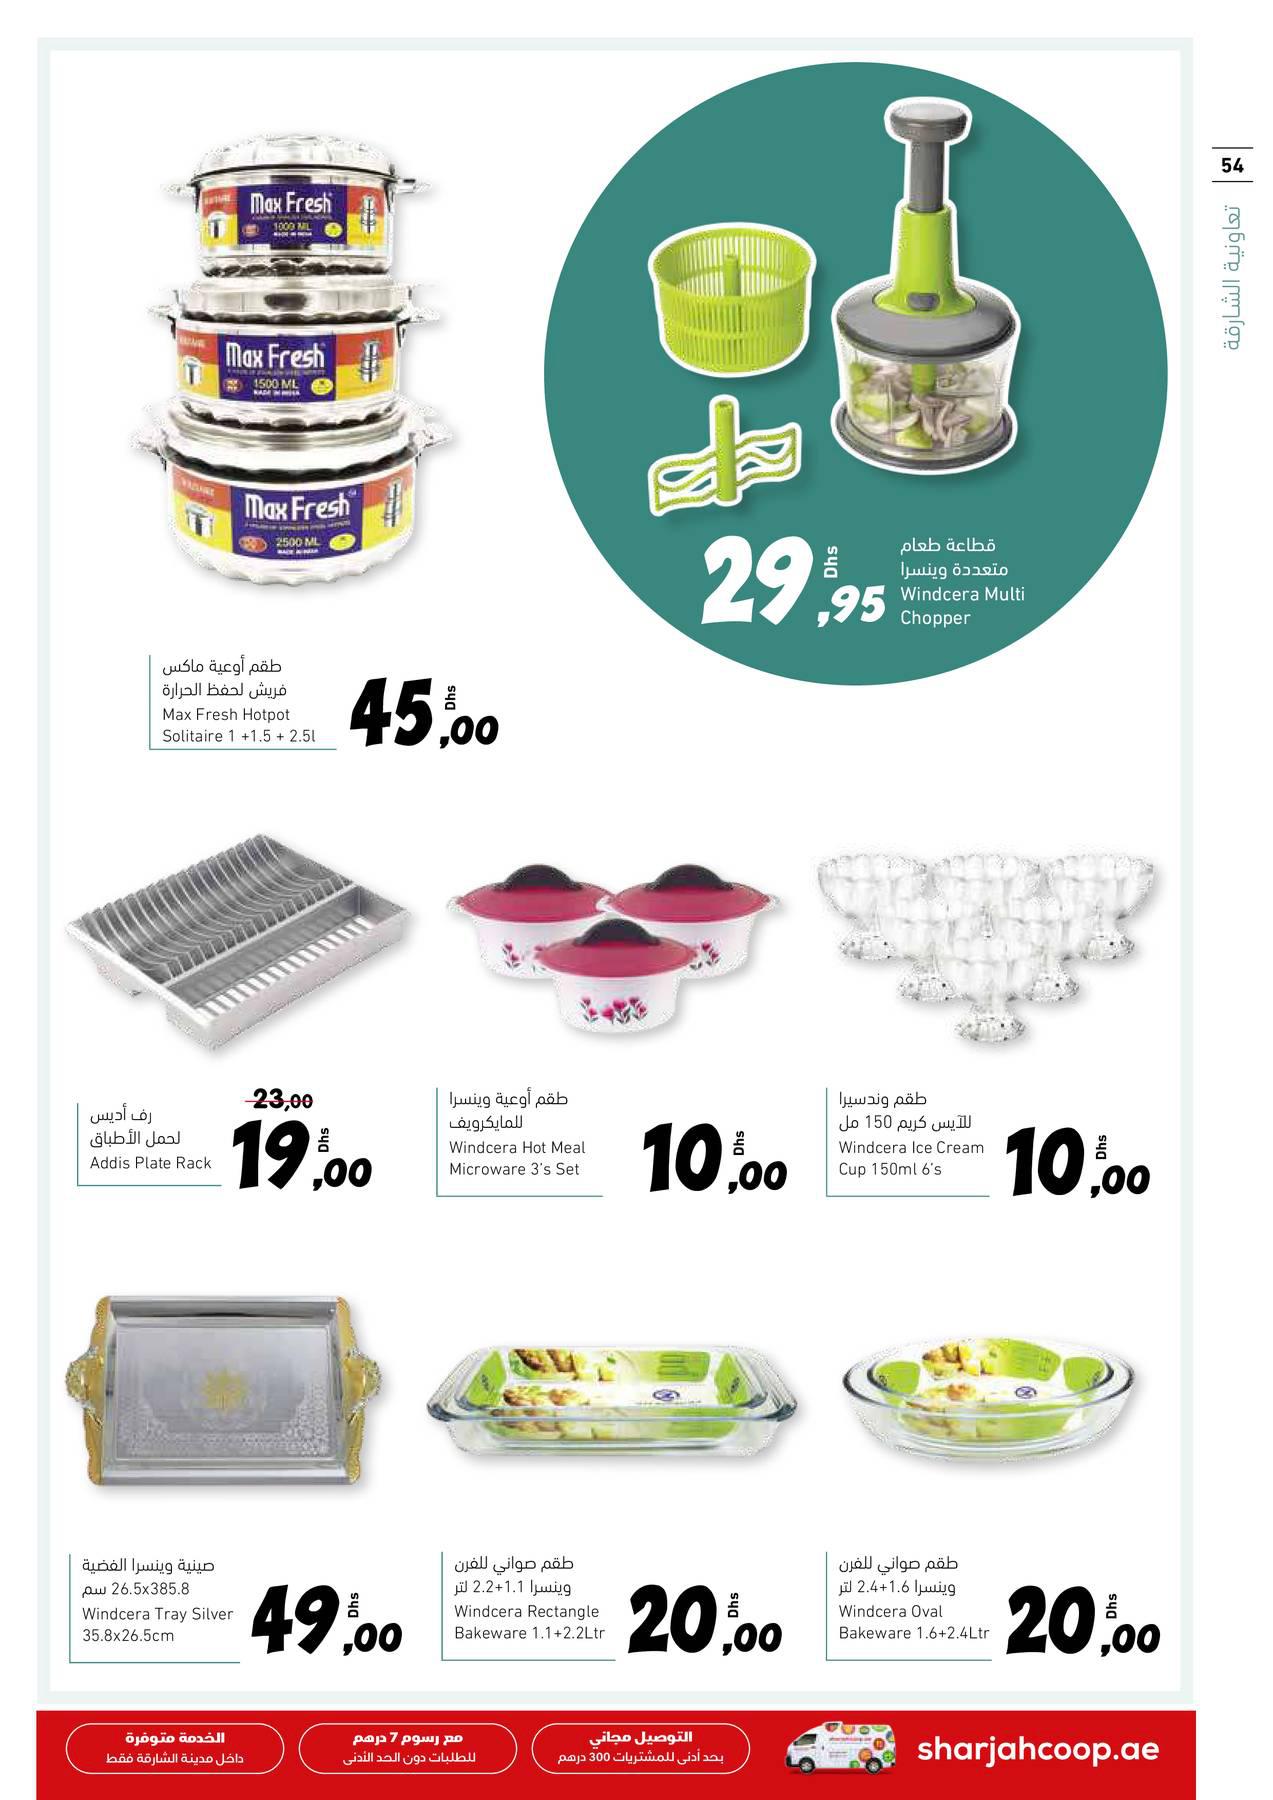 54
تعاونية الشارقة
Max Fresh
1000 ML
MADE IN INDIA
Max Fresh
1500 ML
MADE IN INDIA
Max Fresh
2500 ML
MADE IN INDIA
29,95 Dhs
قطاعة طعام
متعددة وينسرا
Windcera Multi
Chopper
طقم أوعية ماكس
فريش لحفظ الحرارة
Max Fresh Hotpot
Solitaire 1 +1.5 + 2.5l
45,00 Dhs
رف أديس
لحمل الأطباق
Addis Plate Rack
23,00
19,00 Dhs
طقم أوعية وينسرا
للمايكرويف
Windcera Hot Meal
Microware 3's Set
10,00 Dhs
طقم وندسيرا
للآيس كريم 150 مل
Windcera Ice Cream
Cup 150ml 6's
10,00 Dhs
صينية وينسرا الفضية
26.5x385.8 سم
Windcera Tray Silver
35.8x26.5cm
49,00 Dhs
طقم صواني للفرن
وينسرا 1.1+2.2 لتر
Windcera Rectangle
Bakeware 1.1+2.2Ltr
20,00 Dhs
طقم صواني للفرن
وينسرا 1.6+2.4 لتر
Windcera Oval
Bakeware 1.6+2.4Ltr
20,00 Dhs
الخدمة متوفرة
داخل مدينة الشارقة فقط
مع رسوم 7 درهم
للطلبات دون الحد الأدنى
التوصيل مجاني
بحد أدنى للمشتريات 300 درهم
sharjahcoop.ae
sharjahcoop.ae